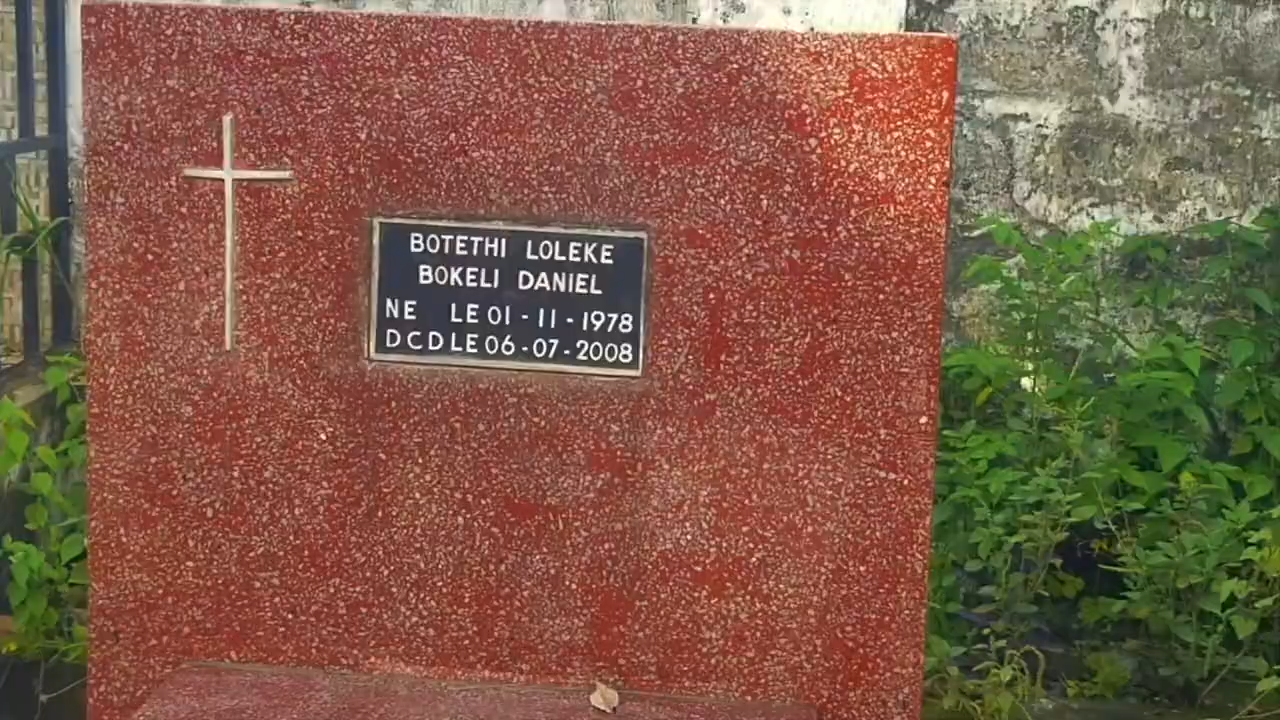 BOTETHI LOLEKE
BOKELI DANIEL
NE LE 01-11-1978
DCD LE 06-07-2008